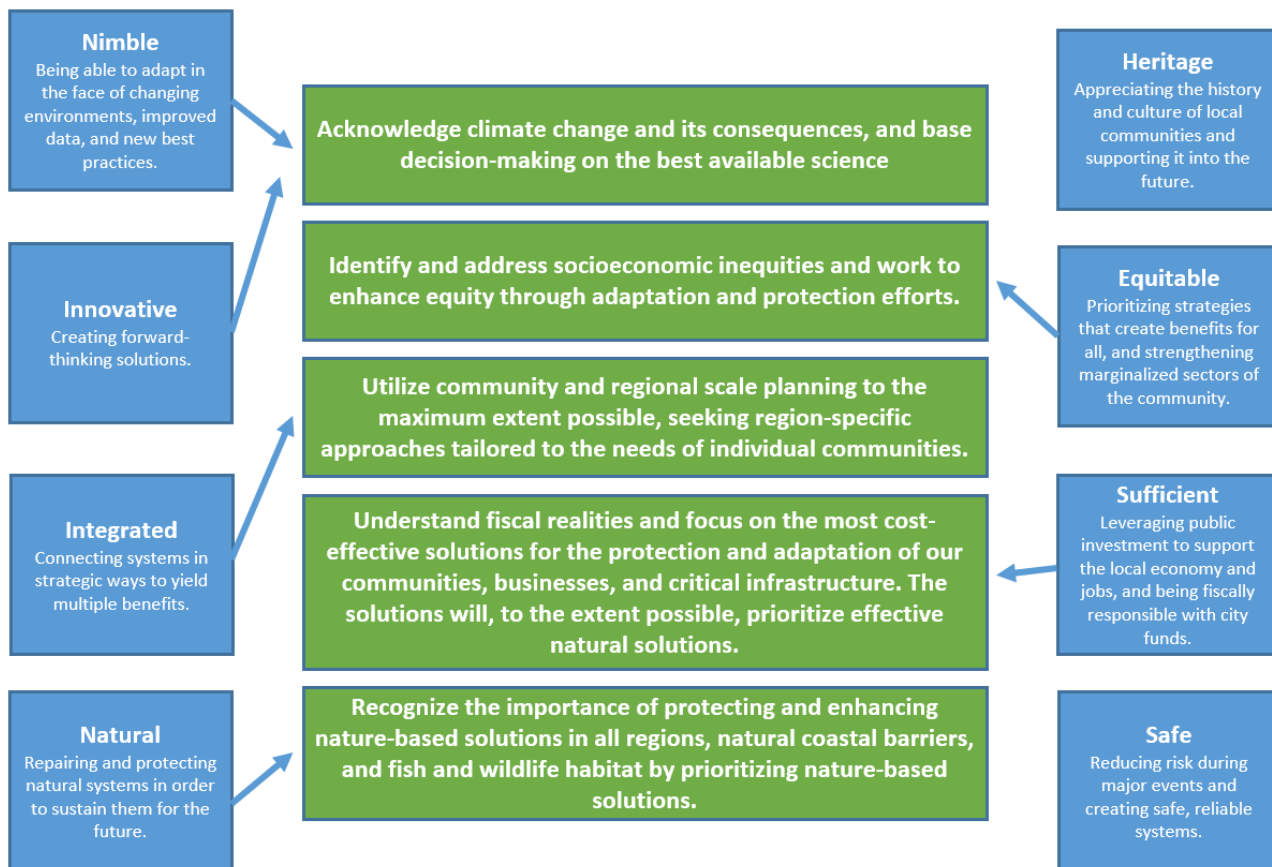 Nimble
Being able to adapt in
the face of changing
environments, improved
data, and new best
practices.
Innovative
Creating forward-
thinking solutions.
Integrated
Connecting systems in
strategic ways to yield
multiple benefits.
Natural
Repairing and protecting
natural systems in order
to sustain them for the
future.
Acknowledge climate change and its consequences, and base
decision-making on the best available science
Identify and address socioeconomic inequities and work to
enhance equity through adaptation and protection efforts.
Utilize community and regional scale planning to the
maximum extent possible, seeking region-specific
approaches tailored to the needs of individual communities.
Understand fiscal realities and focus on the most cost-
effective solutions for the protection and adaptation of our
communities, businesses, and critical infrastructure. The
solutions will, to the extent possible, prioritize effective
natural solutions.
Recognize the importance of protecting and enhancing
nature-based solutions in all regions, natural coastal barriers,
and fish and wildlife habitat by prioritizing nature-based
solutions.
Heritage
Appreciating the history
and culture of local
communities and
supporting it into the
future.
Equitable
Prioritizing strategies
that create benefits for
all, and strengthening
marginalized sectors of
the community.
Sufficient
Leveraging public
investment to support
the local economy and
jobs, and being fiscally
responsible with city
funds.
Safe
Reducing risk during
major events and
creating safe, reliable
systems.